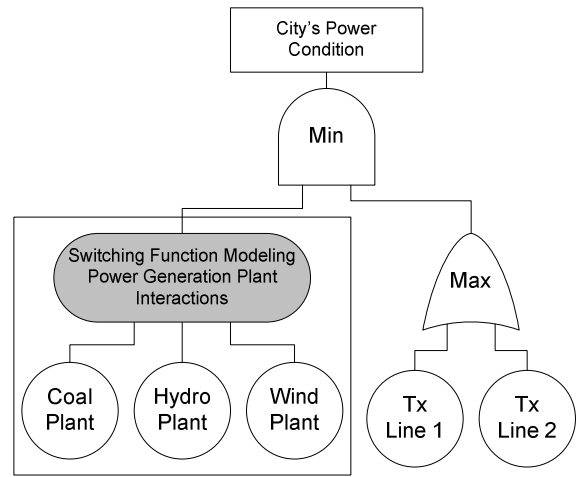 City's Power
Condition
Min
Switching Function Modeling
Power Generation Plant
Interactions
Max
Coal
Plant
Hydro
Plant
Wind
Plant
Tx
Line 1
Tx
Line 2